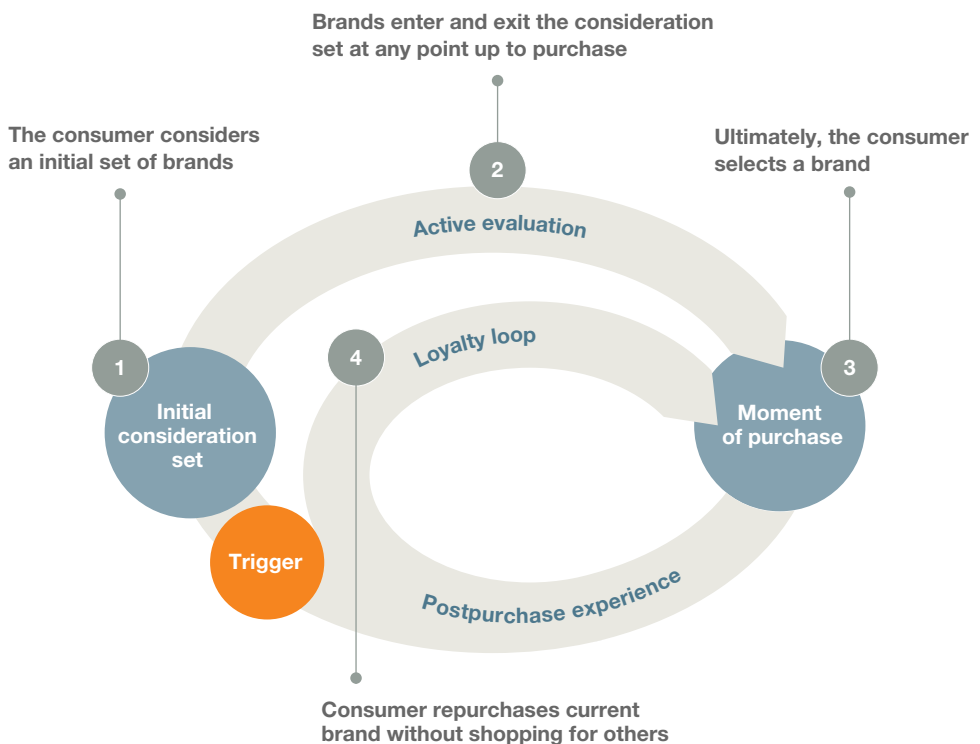 Brands enter and exit the consideration
set at any point up to purchase
The consumer considers
an initial set of brands
Ultimately, the consumer
selects a brand
2
Active evaluation
Loyalty loop
1
4
3
Initial
consideration
set
Moment
of purchase
Trigger
Postpurchase experience
Consumer repurchases current
brand without shopping for others